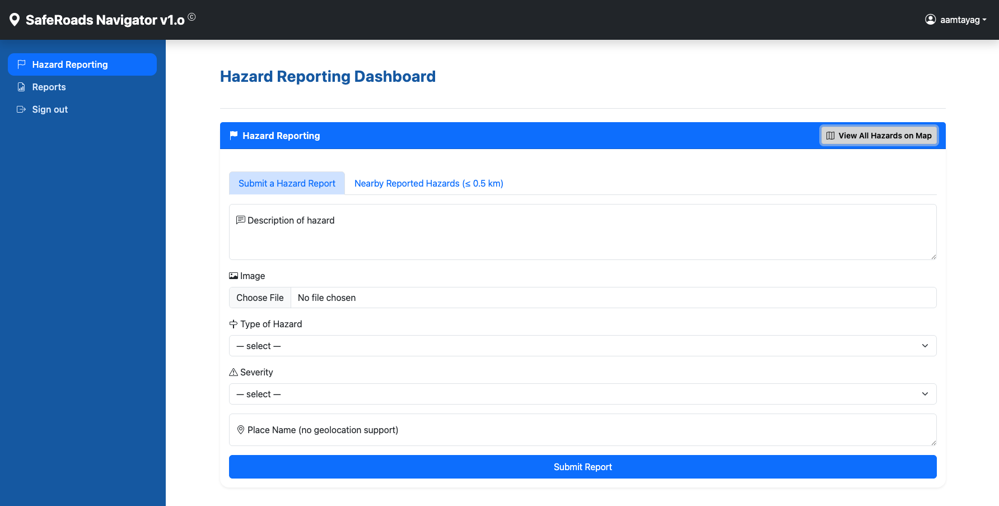 SafeRoads Navigator v1.o ©
aamtayag
Hazard Reporting
Reports
Sign out
Hazard Reporting Dashboard
Hazard Reporting
View All Hazards on Map
Submit a Hazard Report
Nearby Reported Hazards (≤ 0.5 km)
Description of hazard
Image
Choose File No file chosen
Type of Hazard
— select —
Severity
— select —
Place Name (no geolocation support)
Submit Report